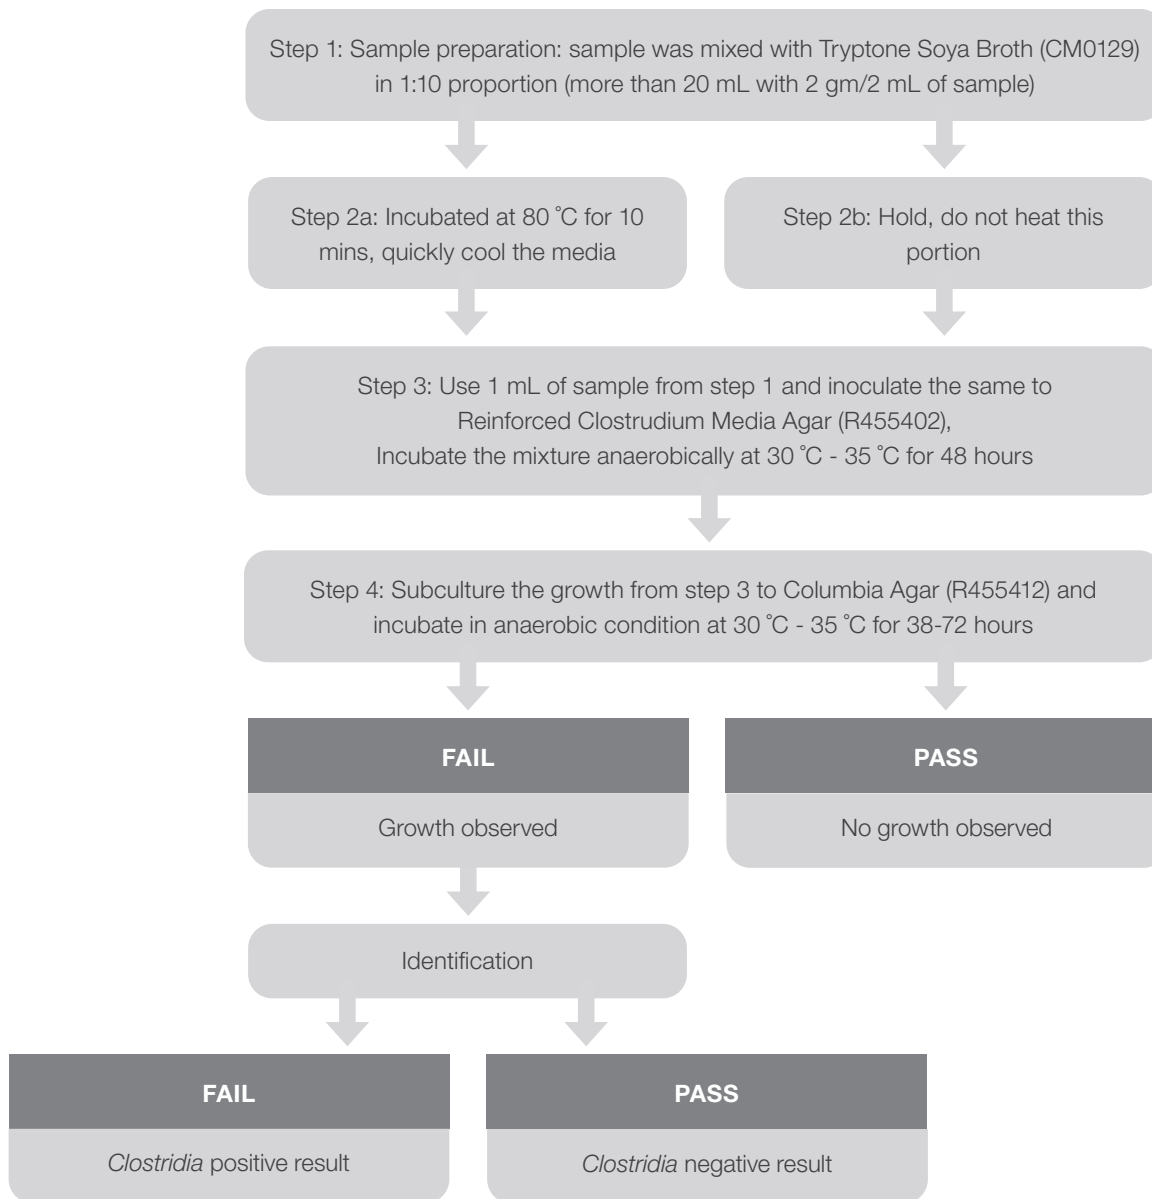 Step 1: Sample preparation: sample was mixed with Tryptone Soya Broth (CM0129)
in 1:10 proportion (more than 20 mL with 2 gm/2 mL of sample)
Step 2a: Incubated at 80 °C for 10
mins, quickly cool the media
Step 2b: Hold, do not heat this
portion
Step 3: Use 1 mL of sample from step 1 and inoculate the same to
Reinforced Clostrudium Media Agar (R455402),
Incubate the mixture anaerobically at 30 °C - 35 °C for 48 hours
Step 4: Subculture the growth from step 3 to Columbia Agar (R455412) and
incubate in anaerobic condition at 30 °C - 35 °C for 38-72 hours
FAIL
Growth observed
PASS
No growth observed
Identification
FAIL
Clostridia positive result
PASS
Clostridia negative result